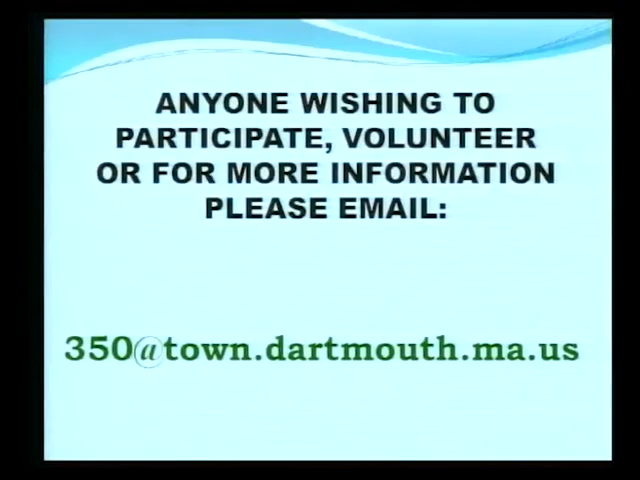 ANYONE WISHING TO
PARTICIPATE, VOLUNTEER
OR FOR MORE INFORMATION
PLEASE EMAIL:
350@town.dartmouth.ma.us